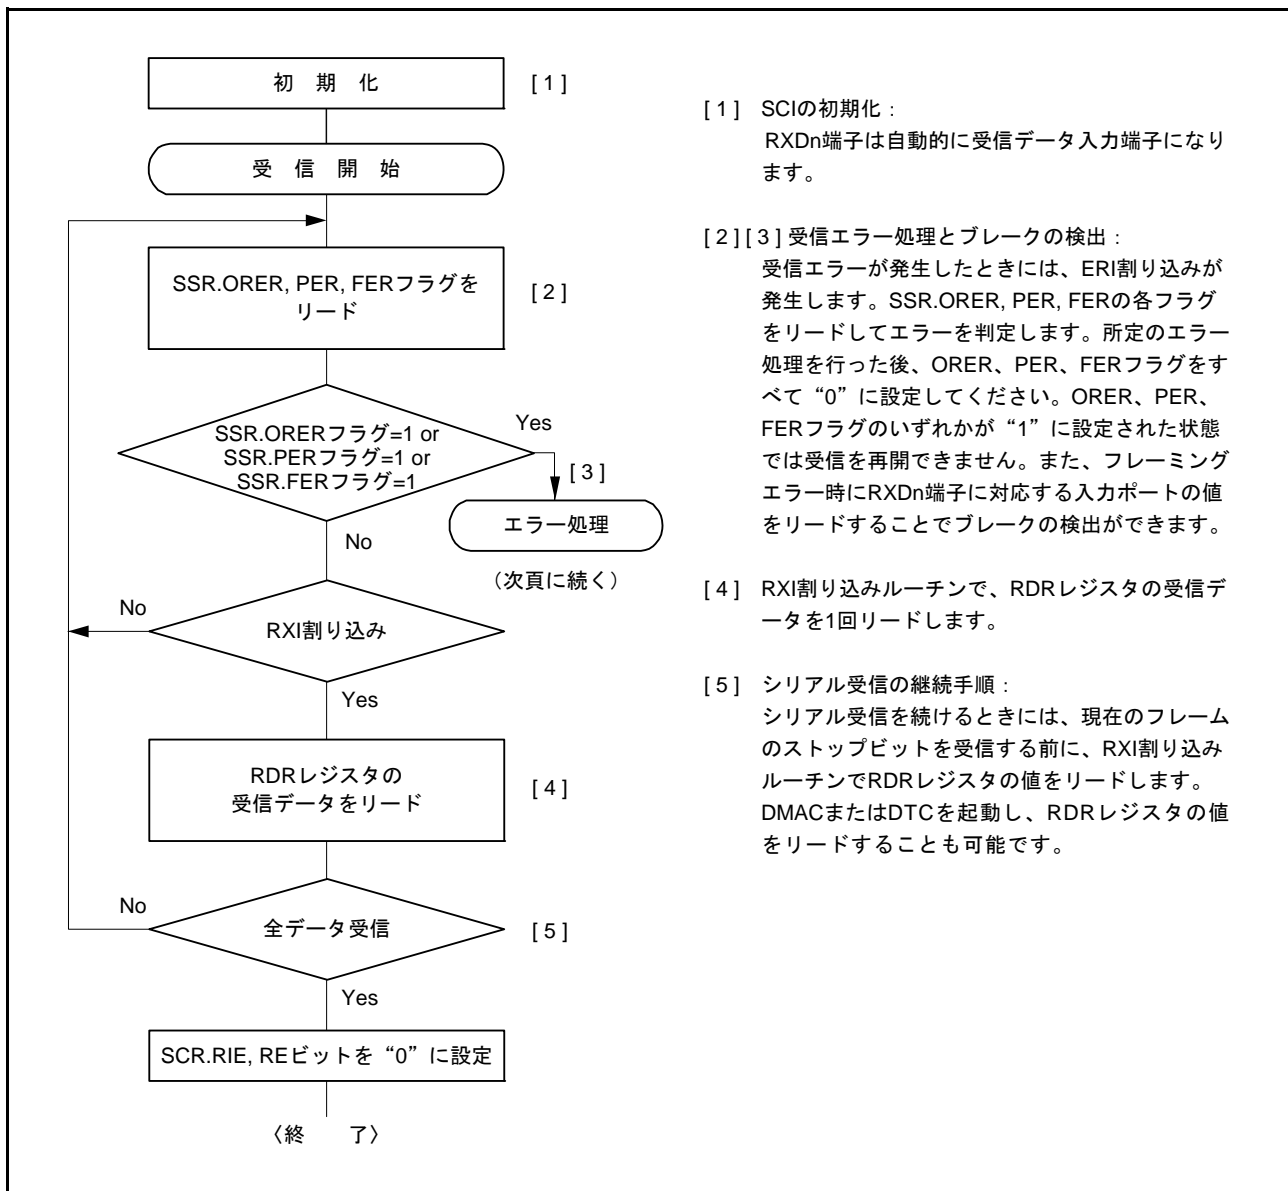 初 期 化
[ 1 ]
受 信 開 始
SSR.ORER, PER, FERフラグを
リード
[ 2 ]
SSR.ORERフラグ=1 or
SSR.PERフラグ=1 or
SSR.FERフラグ=1
Yes
[ 3 ]
エラー処理
（次頁に続く）
No
RXI割り込み
No
Yes
RDRレジスタの
受信データをリード
[ 4 ]
No
全データ受信
[ 5 ]
Yes
SCR.RIE, REビットを“0”に設定
〈終 了〉
[ 1 ] SCIの初期化：
RXDn端子は自動的に受信データ入力端子になり
ます。
[ 2 ] [ 3 ] 受信エラー処理とブレークの検出：
受信エラーが発生したときには、ERI割り込みが
発生します。SSR.ORER, PER, FERの各フラグ
をリードしてエラーを判定します。所定のエラー
処理を行った後、ORER、PER、FERフラグをす
べて“0”に設定してください。ORER、PER、
FERフラグのいずれかが“1”に設定された状態
では受信を再開できません。また、フレーミング
エラー時にRXDn端子に対応する入力ポートの値
をリードすることでブレークの検出ができます。
[ 4 ] RXI割り込みルーチンで、RDRレジスタの受信デ
ータを1回リードします。
[ 5 ] シリアル受信の継続手順：
シリアル受信を続けるときには、現在のフレーム
のストップビットを受信する前に、RXI割り込み
ルーチンでRDRレジスタの値をリードします。
DMACまたはDTCを起動し、RDRレジスタの値
をリードすることも可能です。